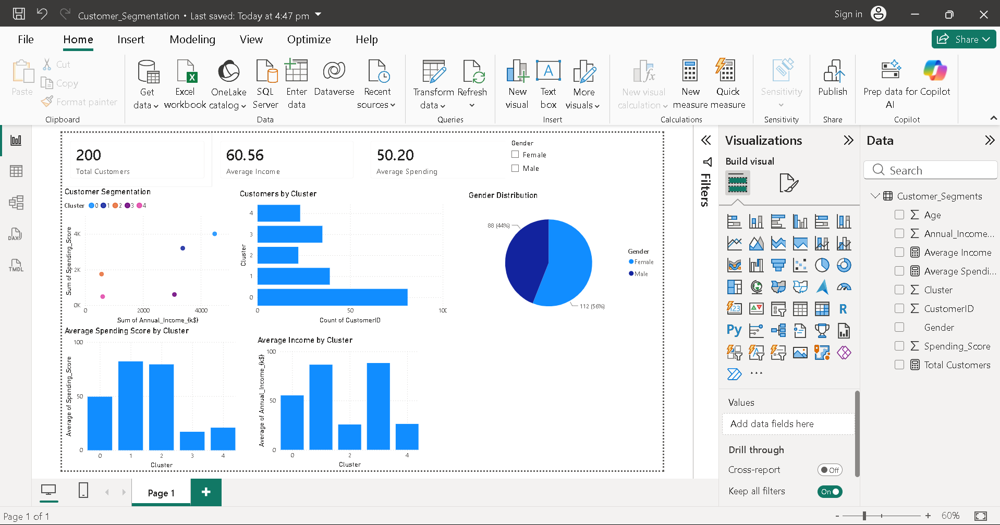 Customer_Segmentation • Last saved: Today at 4:47 pm
Sign in
File Home Insert Modeling View Optimize Help
Share
Paste
Cut
Copy
Format painter
Clipboard
Get data
Excel workbook
OneLake catalog
SQL Server
Enter data
Dataverse
Recent sources
Data
Transform data
Refresh
Queries
New visual
Text box
More visuals
Insert
New visual calculation
New measure
Quick measure
Calculations
Sensitivity
Sensitivity
Publish
Share
Prep data for AI
Copilot
Copilot
DAX
TMDL
200
Total Customers
60.56
Average Income
50.20
Average Spending
Gender
Female
Male
Customer Segmentation
Cluster 0 1 2 3 4
Sum of Spending_Score
4K
2K
0K
0 2000 4000
Sum of Annual_Income_(k$)
Customers by Cluster
Cluster
4
3
2
1
0
0 50 100
Count of CustomerID
Gender Distribution
88 (44%)
112 (56%)
Gender
Female
Male
Average Spending Score by Cluster
Average of Spending_Score
100
50
0
0 1 2 3 4
Cluster
Average Income by Cluster
Average of Annual_Income_(k$)
100
50
0
0 2 4
Cluster
Filters
Visualizations
Build visual
123
R
Py
...
Values
Add data fields here
Drill through
Cross-report Off
Keep all filters On
Data
Search
Customer_Segments
Age
Annual_Income...
Average Income
Average Spendi...
Cluster
CustomerID
Gender
Spending_Score
Total Customers
Page 1
+
Page 1 of 1
- + 60%